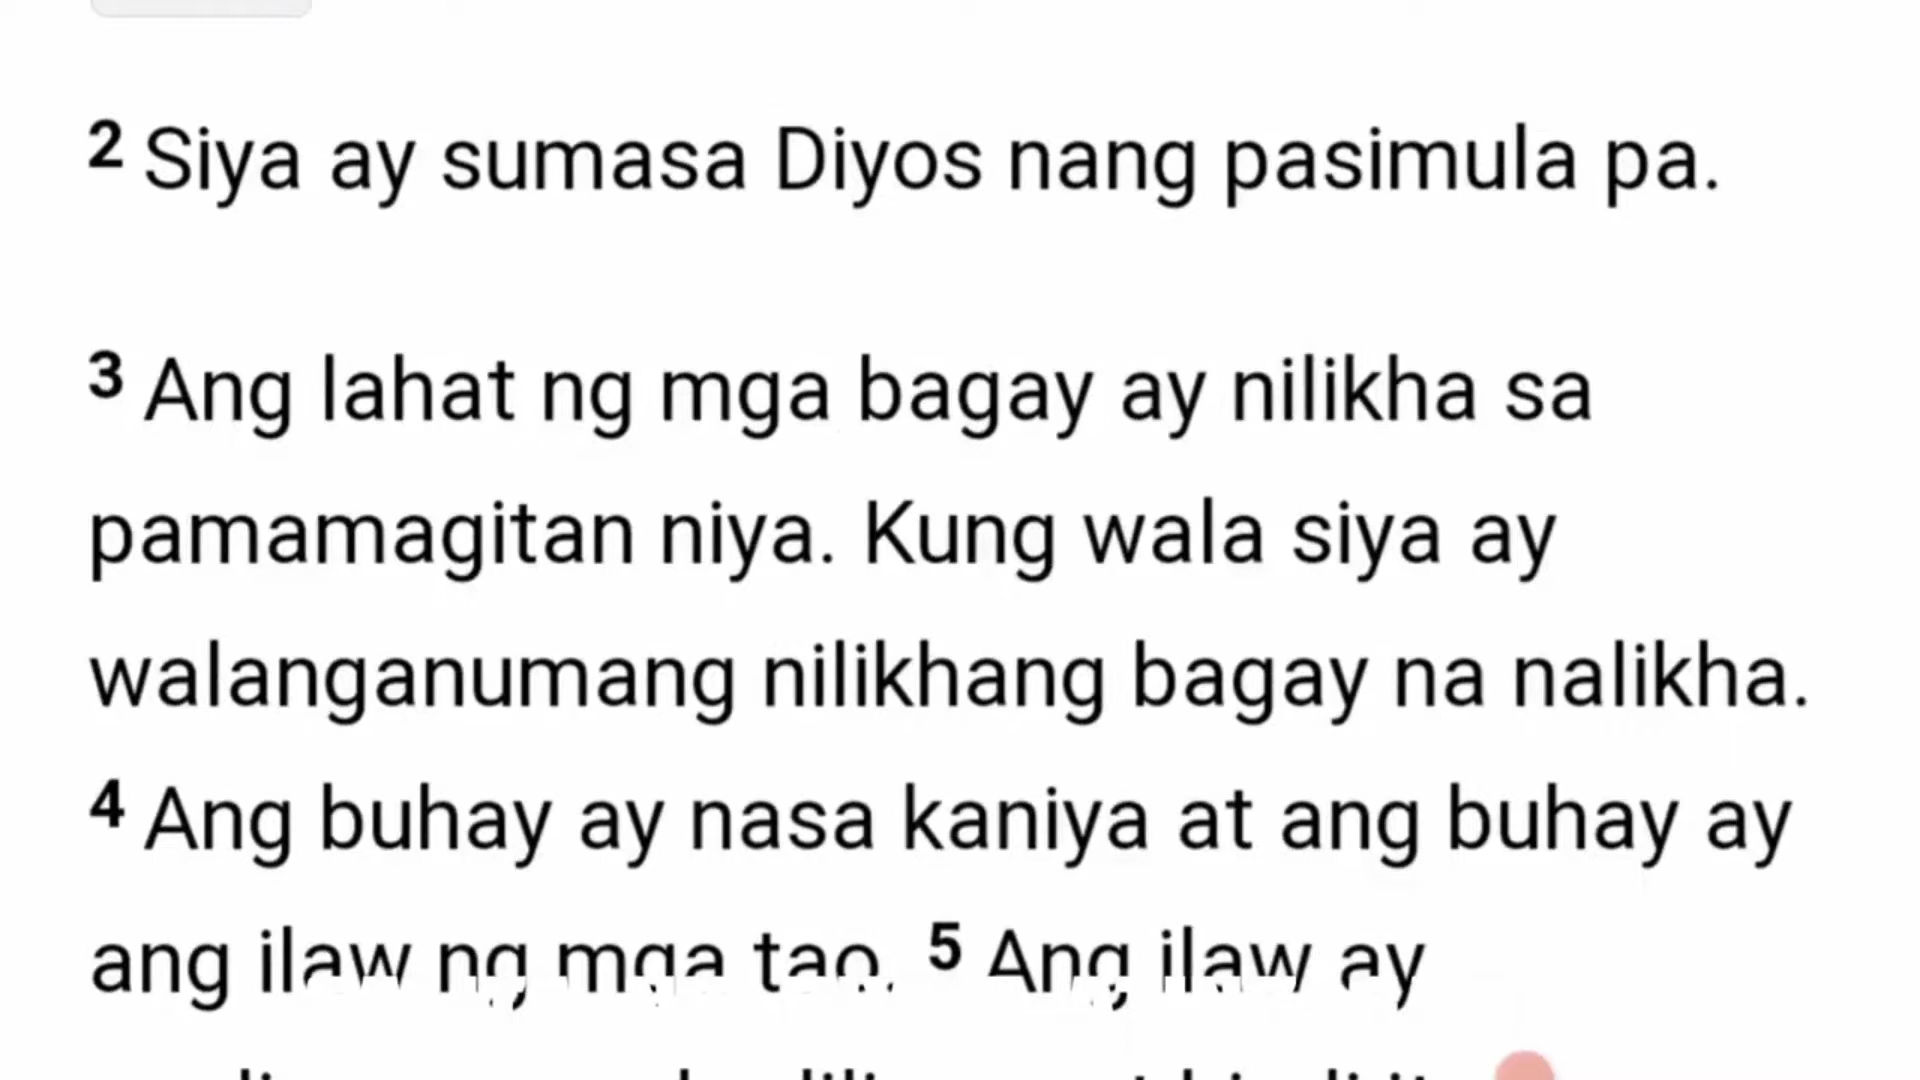 2 Siya ay sumasa Diyos nang pasimula pa.
3 Ang lahat ng mga bagay ay nilikha sa
pamamagitan niya. Kung wala siya ay
walanganumang nilikhang bagay na nalikha.
4 Ang buhay ay nasa kaniya at ang buhay ay
ang ilaw ng mga tao. 5 Ang ilaw ay